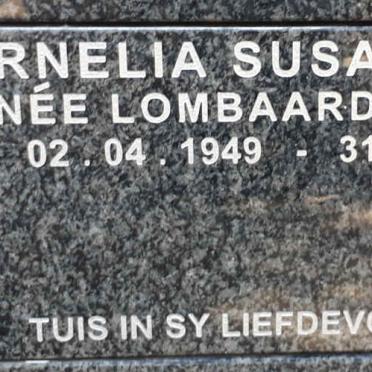 RNELIA SUSA
NÉE LOMBAARD
02 . 04 . 1949 - 31
TUIS IN SY LIEFDEVO